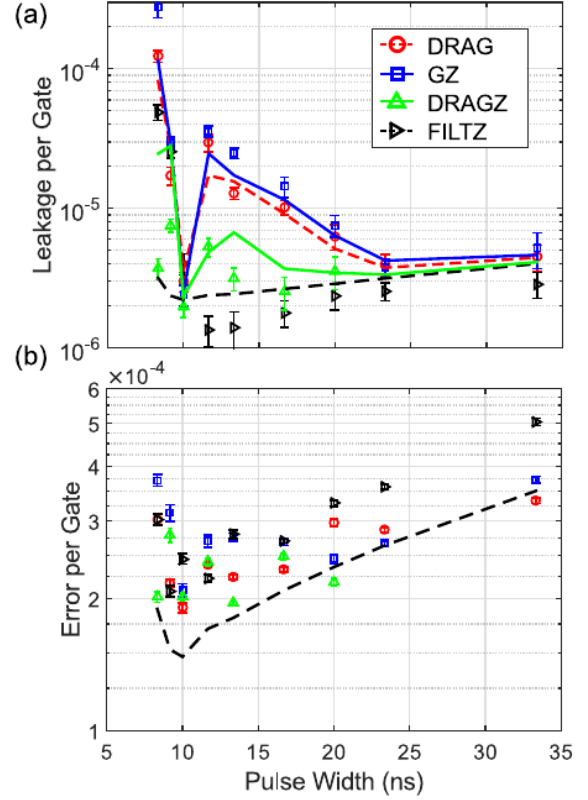 (a)
DRAG
GZ
DRAGZ
FILTZ
10⁻⁴
10⁻⁵
10⁻⁶
Leakage per Gate
(b)
×10⁻⁴
6
5
4
3
2
1
Error per Gate
5 10 15 20 25 30 35
Pulse Width (ns)